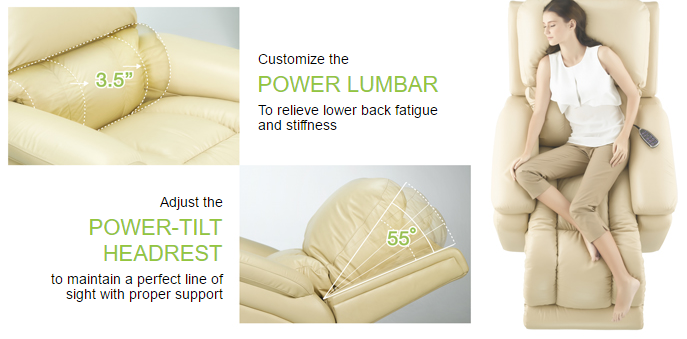 3.5”
Customize the
POWER LUMBAR
To relieve lower back fatigue
and stiffness
Adjust the
POWER-TILT
HEADREST
to maintain a perfect line of
sight with proper support
55°